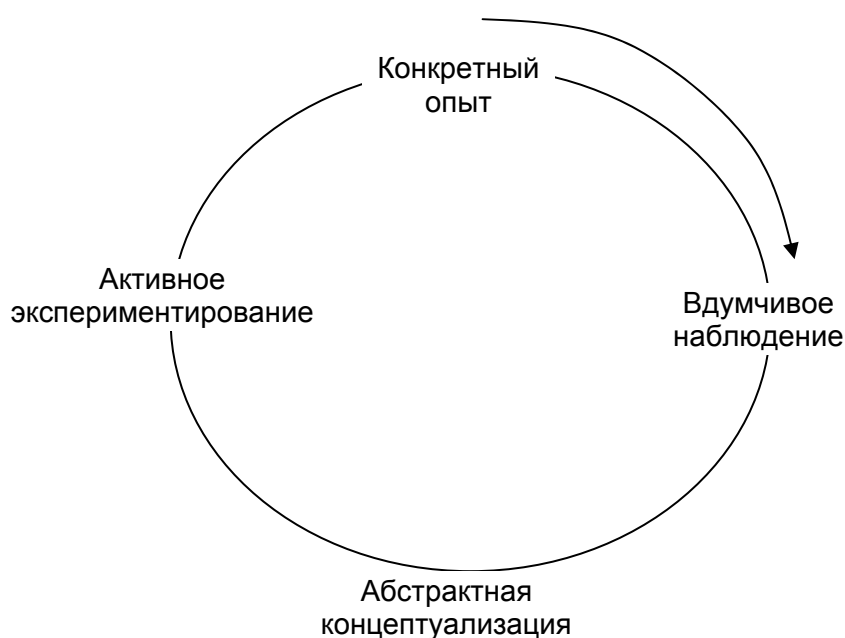 Конкретный
опыт
Активное
экспериментирование
Вдумчивое
наблюдение
Абстрактная
концептуализация